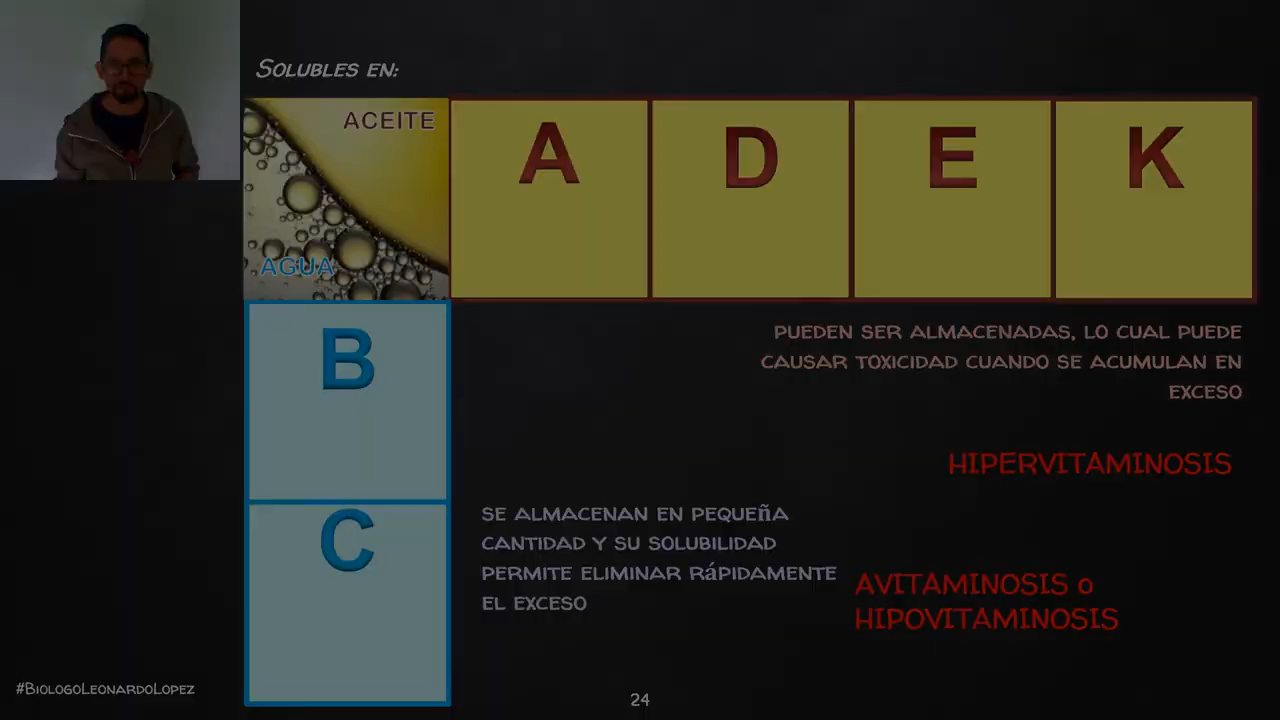 Solubles en:
ACEITE
AGUA
A
D
E
K
B
C
PUEDEN SER ALMACENADAS, LO CUAL PUEDE
CAUSAR TOXICIDAD CUANDO SE ACUMULAN EN
EXCESO
HIPERVITAMINOSIS
SE ALMACENAN EN PEQUEñA
CANTIDAD Y SU SOLUBILIDAD
PERMITE ELIMINAR RáPIDAMENTE
EL EXCESO
AVITAMINOSIS o
HIPOVITAMINOSIS
#BiologoLeonardoLopez
24